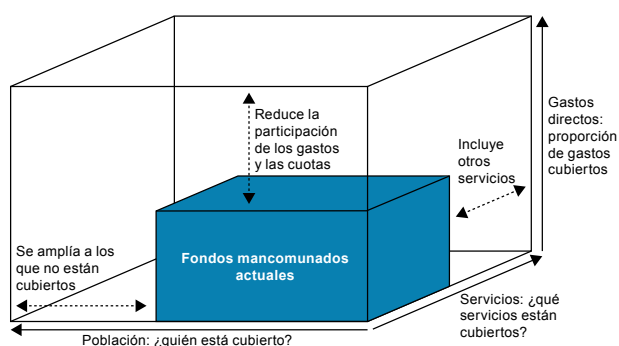 Gastos
directos:
proporción
de gastos
cubiertos
Reduce la
participación
de los gastos
y las cuotas
Incluye
otros
servicios
Se amplía a los
que no están
cubiertos
Fondos mancomunados
actuales
Servicios: ¿qué
servicios están
cubiertos?
Población: ¿quién está cubierto?